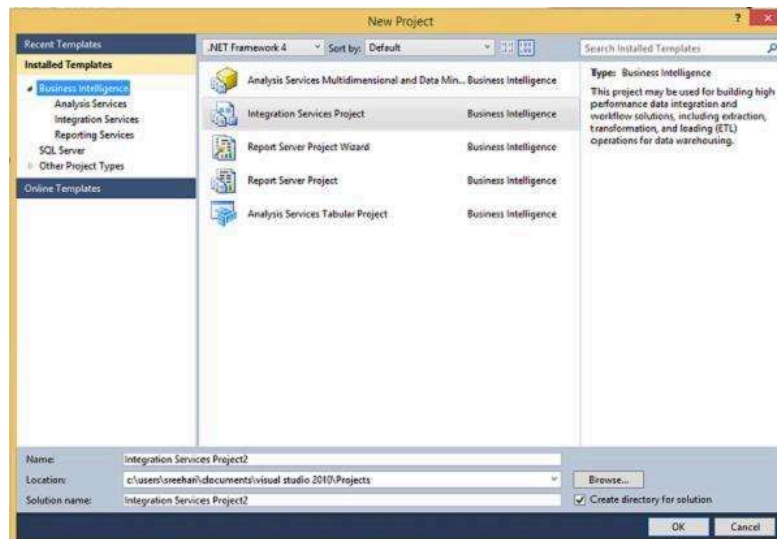 New Project
? ×
Recent Templates
.NET Framework 4 Sort by: Default
Search Installed Templates
Installed Templates
Business Intelligence
Analysis Services
Integration Services
Reporting Services
SQL Server
Other Project Types
Online Templates
Analysis Services Multidimensional and Data Min... Business Intelligence
Integration Services Project Business Intelligence
Report Server Project Wizard Business Intelligence
Report Server Project Business Intelligence
Analysis Services Tabular Project Business Intelligence
Type: Business Intelligence
This project may be used for building high
performance data integration and
workflow solutions, including extraction,
transformation, and loading (ETL)
operations for data warehousing.
Name: Integration Services Project2
Location: c:\users\sreehari\documents\visual studio 2010\Projects
Browse...
Solution name: Integration Services Project2
Create directory for solution
OK Cancel